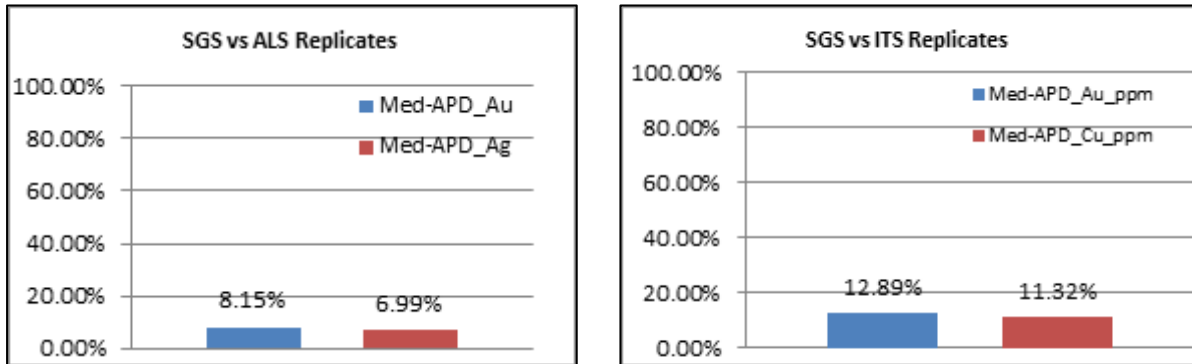 SGS vs ALS Replicates
100.00%
80.00%
60.00%
40.00%
20.00%
0.00%
Med-APD_Au
Med-APD_Ag
8.15%
6.99%
SGS vs ITS Replicates
100.00%
80.00%
60.00%
40.00%
20.00%
0.00%
Med-APD_Au_ppm
Med-APD_Cu_ppm
12.89%
11.32%